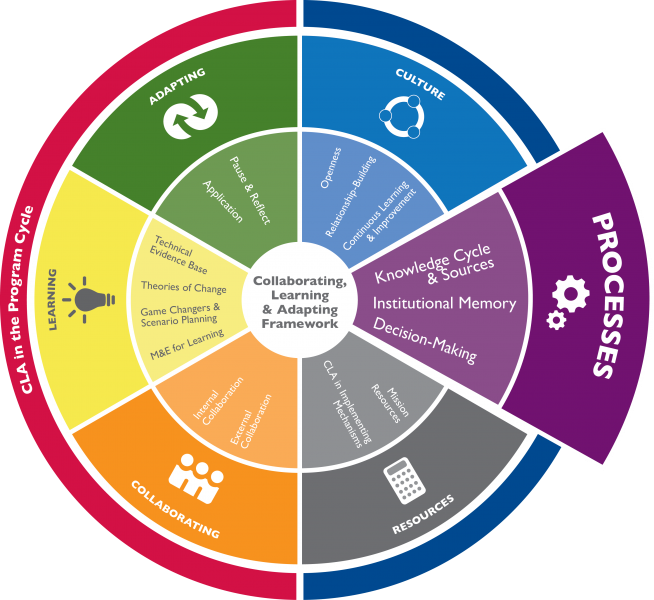 CLA in the Program Cycle
ADAPTING
Pause & Reflect
Application
CULTURE
Openness
Relationship-Building
Continuous Learning
& Improvement
PROCESSES
Knowledge Cycle
& Sources
Institutional Memory
Decision-Making
RESOURCES
Mission
Resources
CLA in Implementing
Mechanisms
COLLABORATING
Internal
Collaboration
External
Collaboration
LEARNING
Technical
Evidence Base
Theories of Change
Game Changers &
Scenario Planning
M&E for Learning
Collaborating,
Learning
& Adapting
Framework